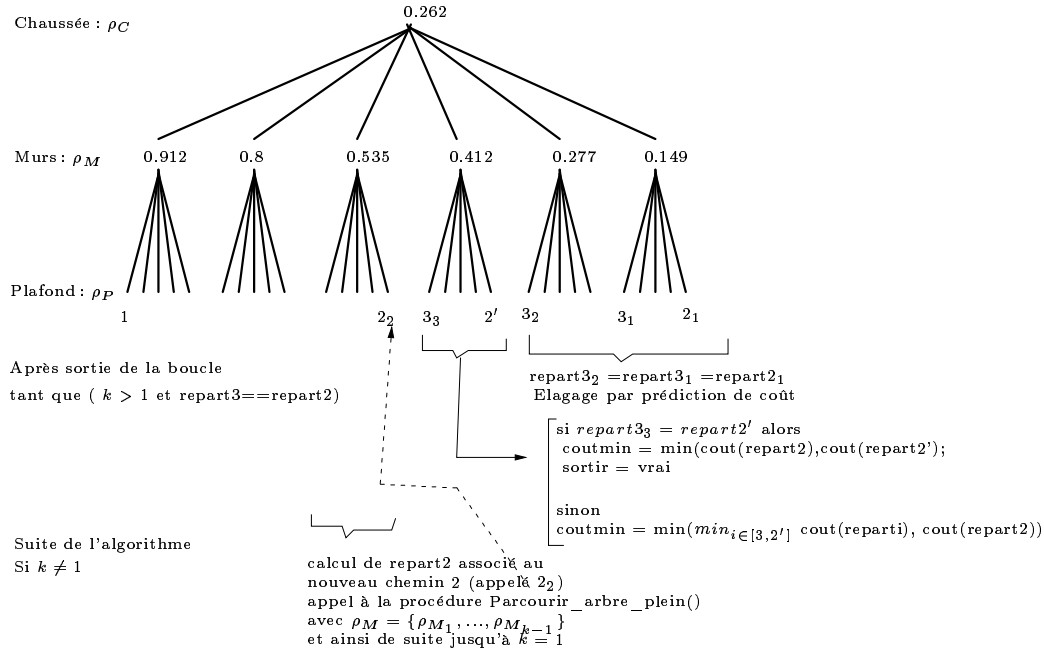 0.262
Chaussée : ρ_C
Murs : ρ_M 0.912 0.8 0.535 0.412 0.277 0.149
Plafond : ρ_P
1 2_2 3_3 2′ 3_2 3_1 2_1
Après sortie de la boucle
tant que ( k > 1 et repart3==repart2)
repart3_2 =repart3_1 =repart2_1
Elagage par prédiction de coût
si repart3_3 = repart2′ alors
coutmin = min(cout(repart2),cout(repart2');
sortir = vrai
sinon
coutmin = min(min_{i∈[3,2′]} cout(reparti), cout(repart2))
Suite de l'algorithme
Si k ≠ 1
calcul de repart2 associé au
nouveau chemin 2 (appelé 2_2)
appel à la procédure Parcourir_arbre_plein()
avec ρ_M = {ρ_{M_1}, ..., ρ_{M_{k−1}} }
et ainsi de suite jusqu'à k = 1